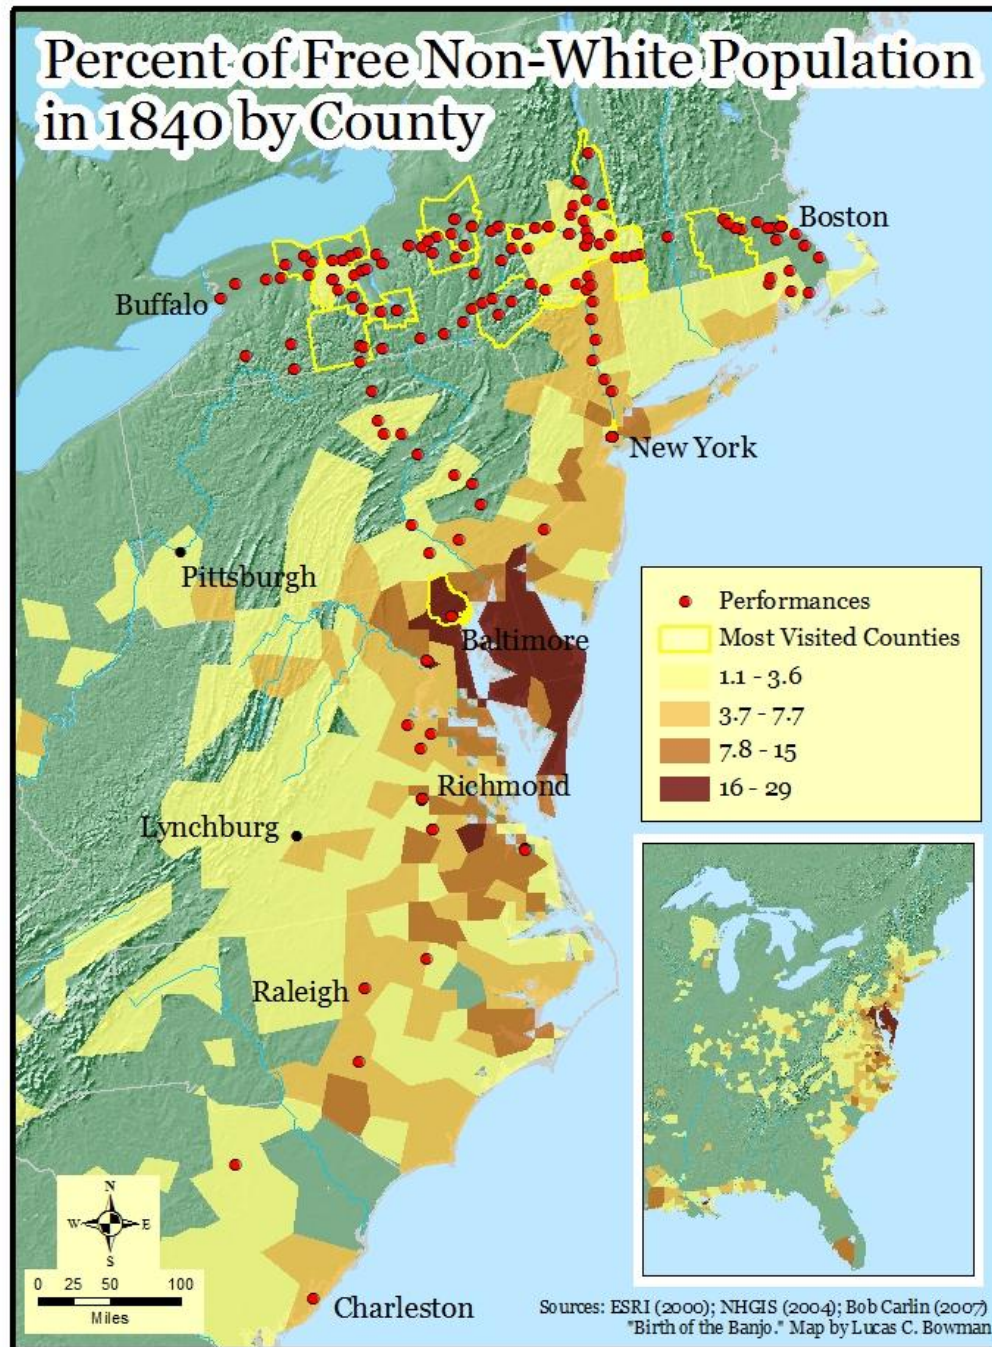 Percent of Free Non-White Population
in 1840 by County
Boston
Buffalo
New York
Pittsburgh
Performances
Baltimore
Most Visited Counties
1.1 - 3.6
3.7 - 7.7
7.8 - 15
16 - 29
Richmond
Lynchburg
Raleigh
N
W E
S
0 25 50 100
Miles
Charleston
Sources: ESRI (2000); NHGIS (2004); Bob Carlin (2007)
"Birth of the Banjo." Map by Lucas C. Bowman